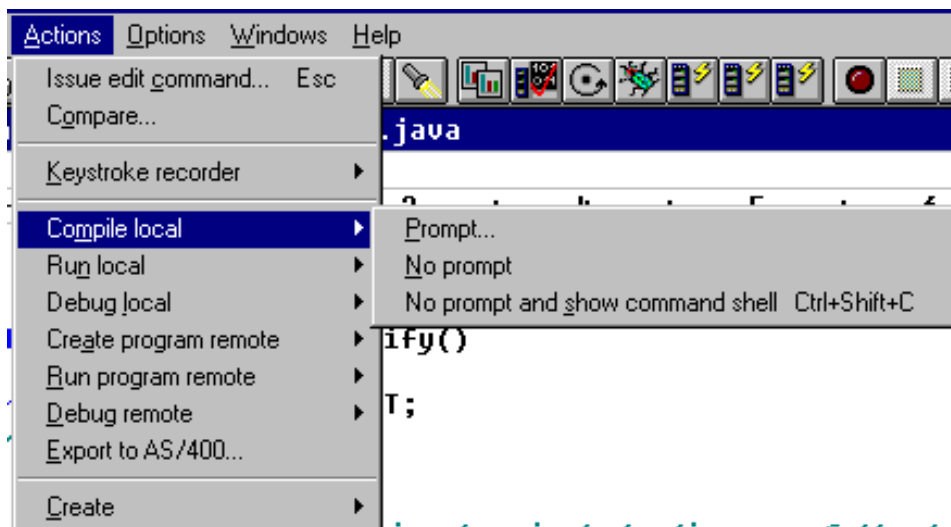 Actions Options Windows Help
Issue edit command... Esc
Compare...
.java
Keystroke recorder
Compile local
Prompt...
Run local
No prompt
Debug local
No prompt and show command shell Ctrl+Shift+C
Create program remote
ify()
Run program remote
Debug remote
T;
Export to AS/400...
Create